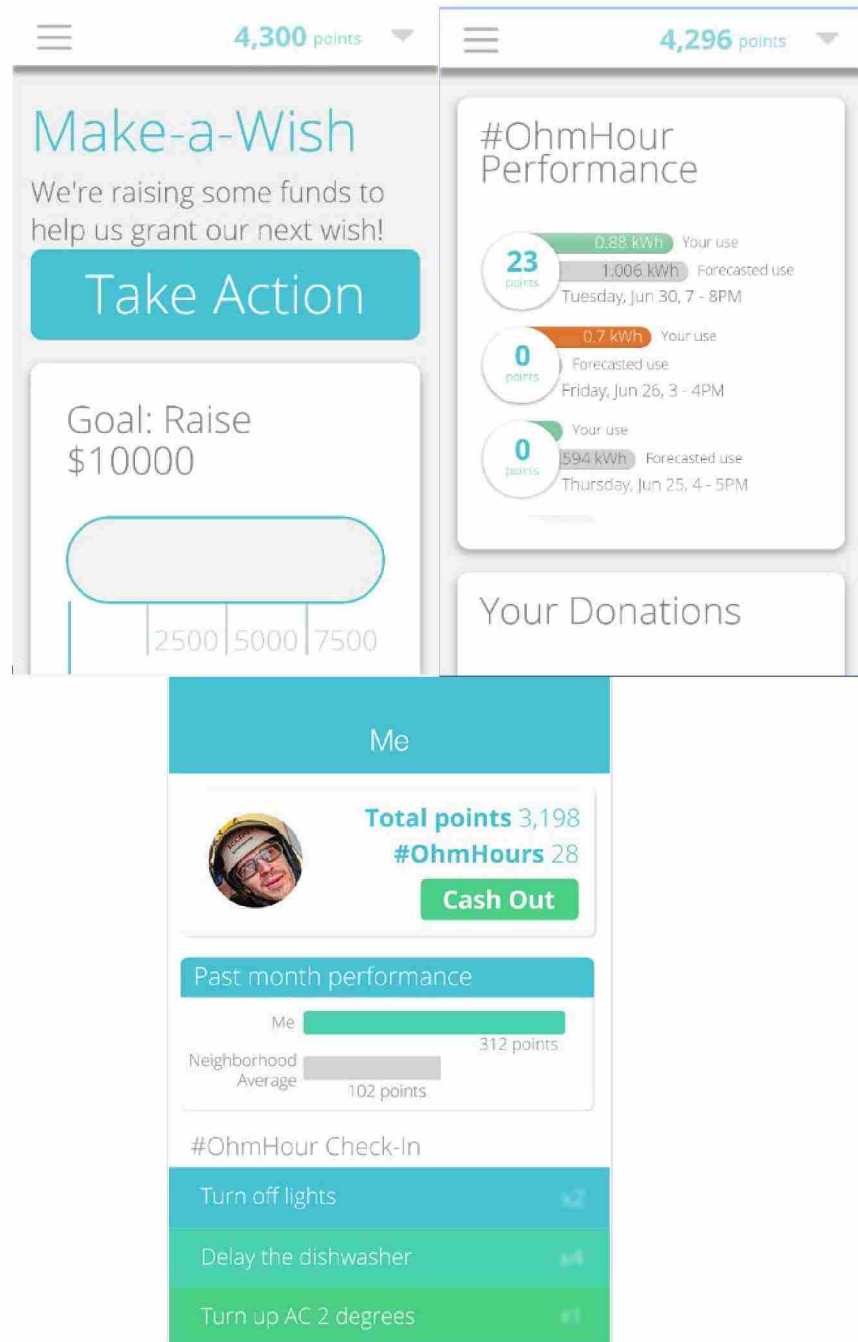 4,300 points
Make-a-Wish
We're raising some funds to
help us grant our next wish!
Take Action
Goal: Raise
$10000
2500 5000 7500
4,296 points
#OhmHour
Performance
23
points
0.88 kWh Your use
1.006 kWh Forecasted use
Tuesday, Jun 30, 7 - 8PM
0
points
0.7 kWh Your use
Forecasted use
Friday, Jun 26, 3 - 4PM
0
points
Your use
594 kWh Forecasted use
Thursday, Jun 25, 4 - 5PM
Your Donations
Me
Total points 3,198
#OhmHours 28
Cash Out
Past month performance
Me
312 points
Neighborhood
Average
102 points
#OhmHour Check-In
Turn off lights
Delay the dishwasher
Turn up AC 2 degrees